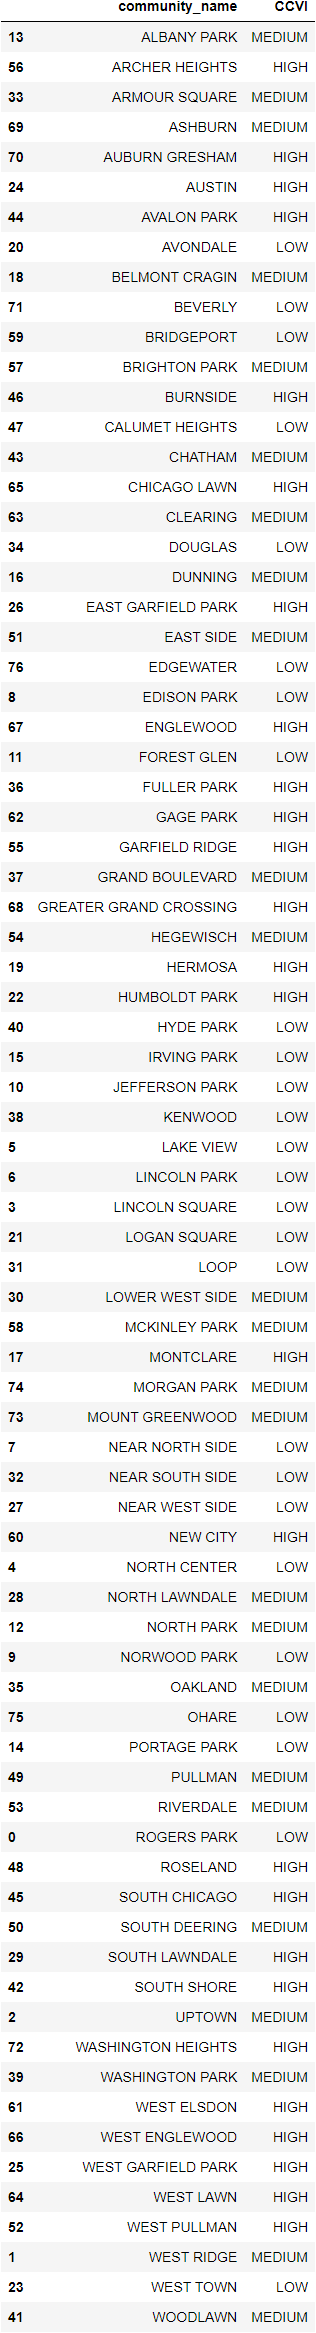 community_name CCVI
13 ALBANY PARK MEDIUM
56 ARCHER HEIGHTS HIGH
33 ARMOUR SQUARE MEDIUM
69 ASHBURN MEDIUM
70 AUBURN GRESHAM HIGH
24 AUSTIN HIGH
44 AVALON PARK HIGH
20 AVONDALE LOW
18 BELMONT CRAGIN MEDIUM
71 BEVERLY LOW
59 BRIDGEPORT LOW
57 BRIGHTON PARK MEDIUM
46 BURNSIDE HIGH
47 CALUMET HEIGHTS LOW
43 CHATHAM MEDIUM
65 CHICAGO LAWN HIGH
63 CLEARING MEDIUM
34 DOUGLAS LOW
16 DUNNING MEDIUM
26 EAST GARFIELD PARK HIGH
51 EAST SIDE MEDIUM
76 EDGEWATER LOW
8 EDISON PARK LOW
67 ENGLEWOOD HIGH
11 FOREST GLEN LOW
36 FULLER PARK HIGH
62 GAGE PARK HIGH
55 GARFIELD RIDGE HIGH
37 GRAND BOULEVARD MEDIUM
68 GREATER GRAND CROSSING HIGH
54 HEGEWISCH MEDIUM
19 HERMOSA HIGH
22 HUMBOLDT PARK HIGH
40 HYDE PARK LOW
15 IRVING PARK LOW
10 JEFFERSON PARK LOW
38 KENWOOD LOW
5 LAKE VIEW LOW
6 LINCOLN PARK LOW
3 LINCOLN SQUARE LOW
21 LOGAN SQUARE LOW
31 LOOP LOW
30 LOWER WEST SIDE MEDIUM
58 MCKINLEY PARK MEDIUM
17 MONTCLARE HIGH
74 MORGAN PARK MEDIUM
73 MOUNT GREENWOOD MEDIUM
7 NEAR NORTH SIDE LOW
32 NEAR SOUTH SIDE LOW
27 NEAR WEST SIDE LOW
60 NEW CITY HIGH
4 NORTH CENTER LOW
28 NORTH LAWNDALE MEDIUM
12 NORTH PARK MEDIUM
9 NORWOOD PARK LOW
35 OAKLAND MEDIUM
75 OHARE LOW
14 PORTAGE PARK LOW
49 PULLMAN MEDIUM
53 RIVERDALE MEDIUM
0 ROGERS PARK LOW
48 ROSELAND HIGH
45 SOUTH CHICAGO HIGH
50 SOUTH DEERING MEDIUM
29 SOUTH LAWNDALE HIGH
42 SOUTH SHORE HIGH
2 UPTOWN MEDIUM
72 WASHINGTON HEIGHTS HIGH
39 WASHINGTON PARK MEDIUM
61 WEST ELSDON HIGH
66 WEST ENGLEWOOD HIGH
25 WEST GARFIELD PARK HIGH
64 WEST LAWN HIGH
52 WEST PULLMAN HIGH
1 WEST RIDGE MEDIUM
23 WEST TOWN LOW
41 WOODLAWN MEDIUM